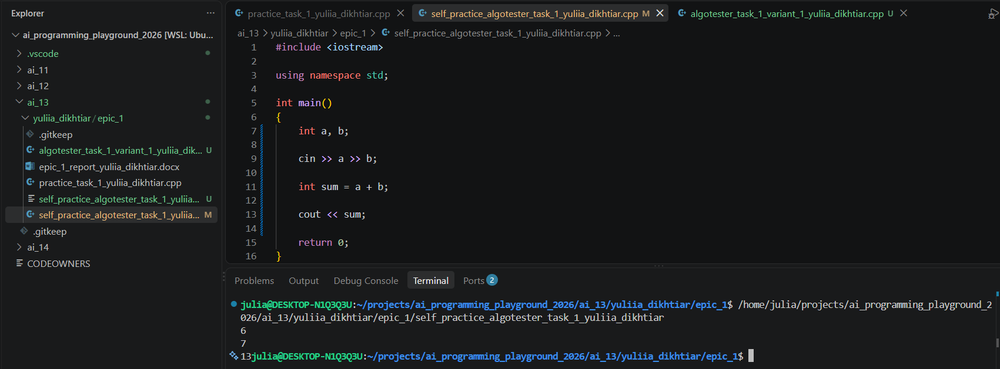 Explorer ...
ai_programming_playground_2026 [WSL: Ubu...
.vscode
ai_11
ai_12
ai_13
yuliia_dikhtiar / epic_1
.gitkeep
algotester_task_1_variant_1_yuliia_dik... U
epic_1_report_yuliia_dikhtiar.docx
practice_task_1_yuliia_dikhtiar.cpp
self_practice_algotester_task_1_yuliia... U
self_practice_algotester_task_1_yuliia... M
.gitkeep
ai_14
CODEOWNERS
practice_task_1_yuliia_dikhtiar.cpp self_practice_algotester_task_1_yuliia_dikhtiar.cpp M algotester_task_1_variant_1_yuliia_dikhtiar.cpp U
ai_13 > yuliia_dikhtiar > epic_1 > self_practice_algotester_task_1_yuliia_dikhtiar.cpp > ...
1 #include <iostream>
2
3 using namespace std;
4
5 int main()
6 {
7 int a, b;
8
9 cin >> a >> b;
10
11 int sum = a + b;
12
13 cout << sum;
14
15 return 0;
16 }
Problems Output Debug Console Terminal Ports 2
julia@DESKTOP-N1Q3Q3U:~/projects/ai_programming_playground_2026/ai_13/yuliia_dikhtiar/epic_1$ /home/julia/projects/ai_programming_playground_2
026/ai_13/yuliia_dikhtiar/epic_1/self_practice_algotester_task_1_yuliia_dikhtiar
6
7
13julia@DESKTOP-N1Q3Q3U:~/projects/ai_programming_playground_2026/ai_13/yuliia_dikhtiar/epic_1$